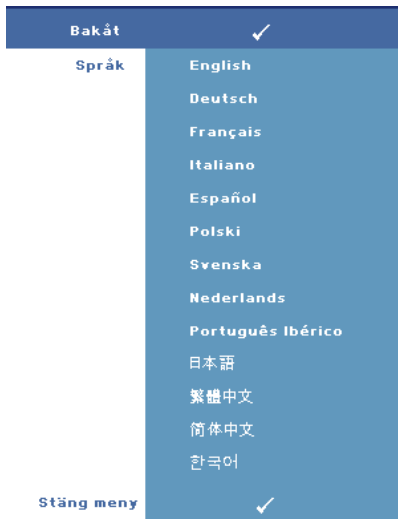 Bakåt ✓
Språk English
Deutsch
Français
Italiano
Español
Polski
Svenska
Nederlands
Português Ibérico
日本語
繁體中文
简体中文
한국어
Stäng meny ✓